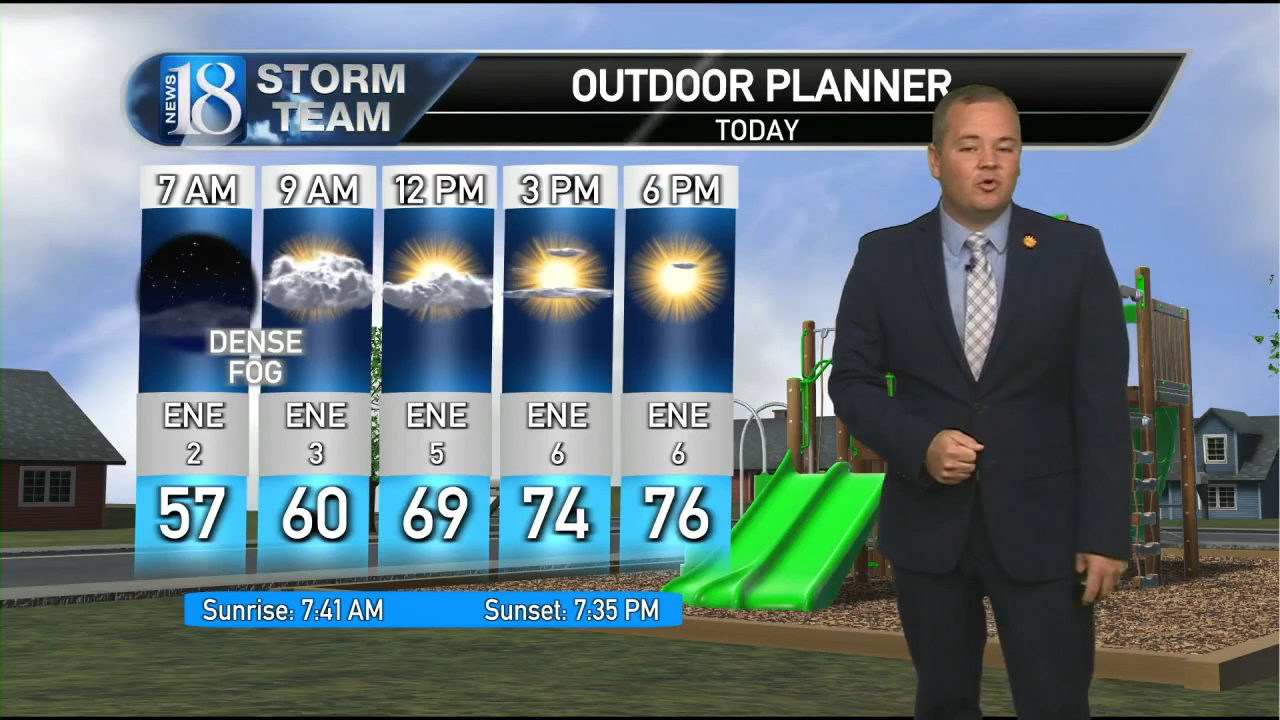 NEWS 18
STORM
TEAM
OUTDOOR PLANNER
TODAY
7 AM 9 AM 12 PM 3 PM 6 PM
DENSE
FOG
ENE ENE ENE ENE ENE
2 3 5 6 6
57 60 69 74 76
Sunrise: 7:41 AM Sunset: 7:35 PM